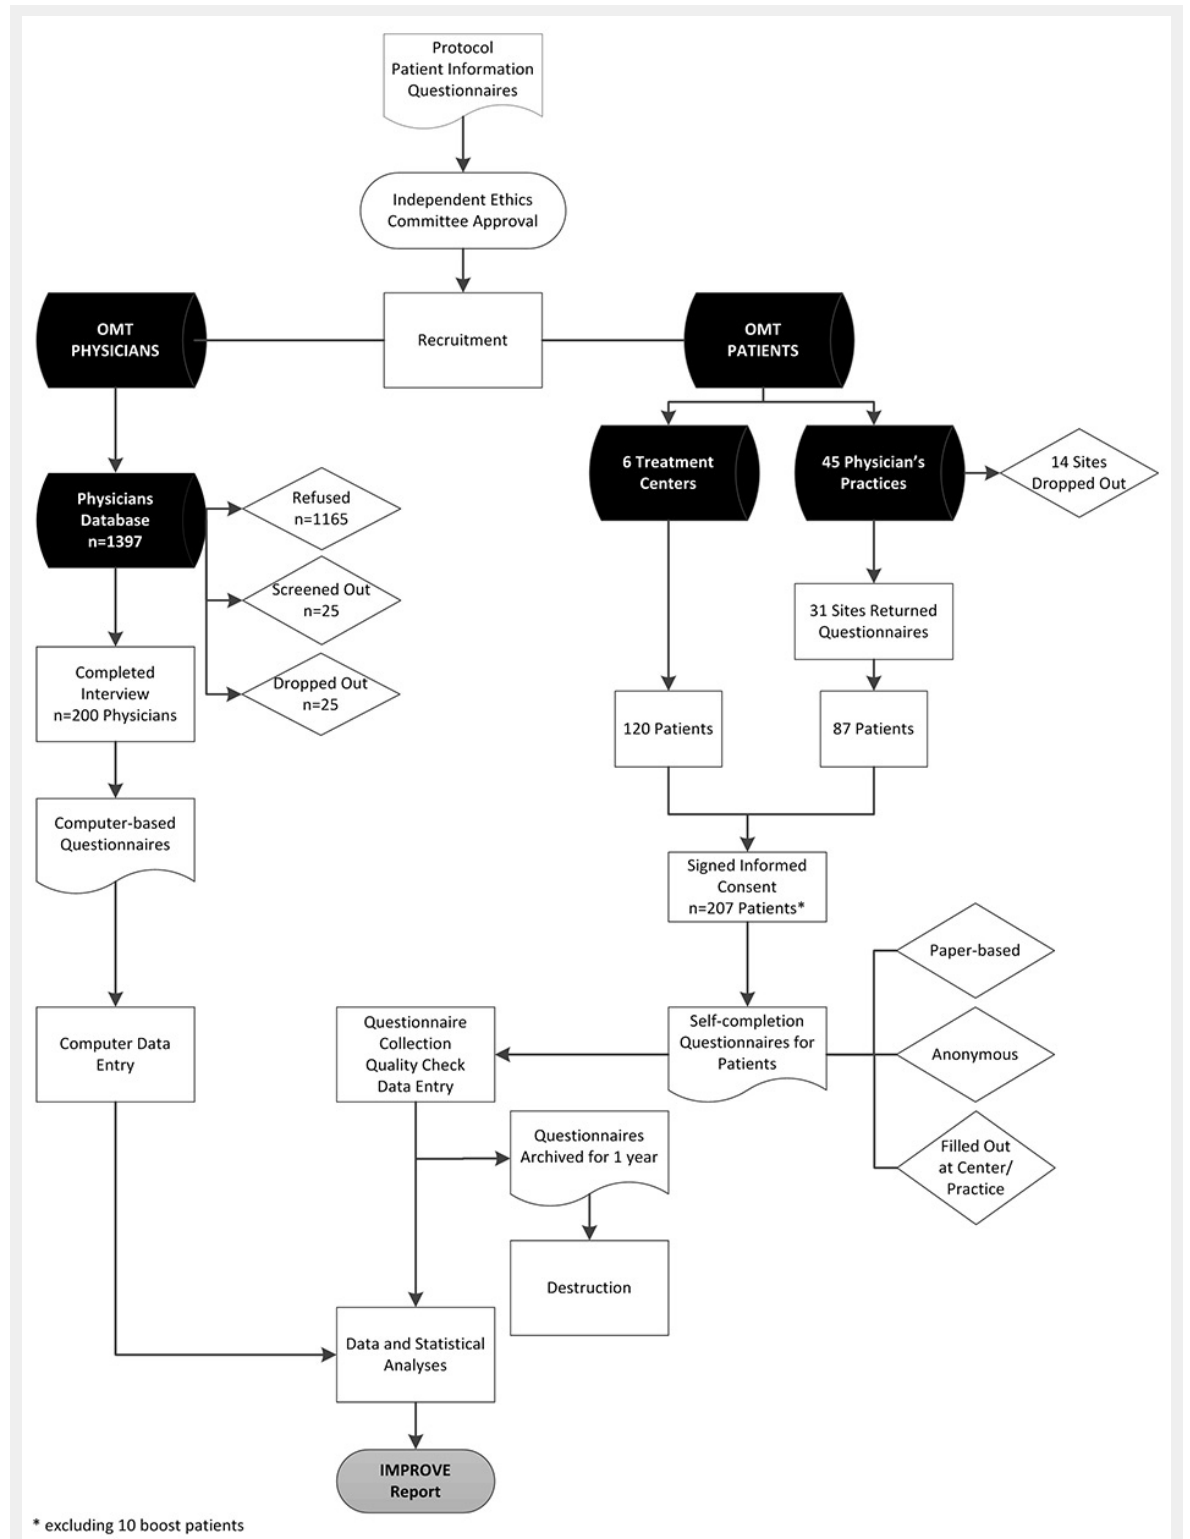 Protocol
Patient Information
Questionnaires
Independent Ethics
Committee Approval
OMT
PHYSICIANS
Recruitment
OMT
PATIENTS
Physicians
Database
n=1397
Refused
n=1165
Screened Out
n=25
Dropped Out
n=25
6 Treatment
Centers
45 Physician's
Practices
14 Sites
Dropped Out
31 Sites Returned
Questionnaires
Completed
Interview
n=200 Physicians
120 Patients
87 Patients
Computer-based
Questionnaires
Signed Informed
Consent
n=207 Patients*
Paper-based
Computer Data
Entry
Questionnaire
Collection
Quality Check
Data Entry
Self-completion
Questionnaires for
Patients
Anonymous
Filled Out
at Center/
Practice
Questionnaires
Archived for 1 year
Destruction
Data and Statistical
Analyses
IMPROVE
Report
* excluding 10 boost patients